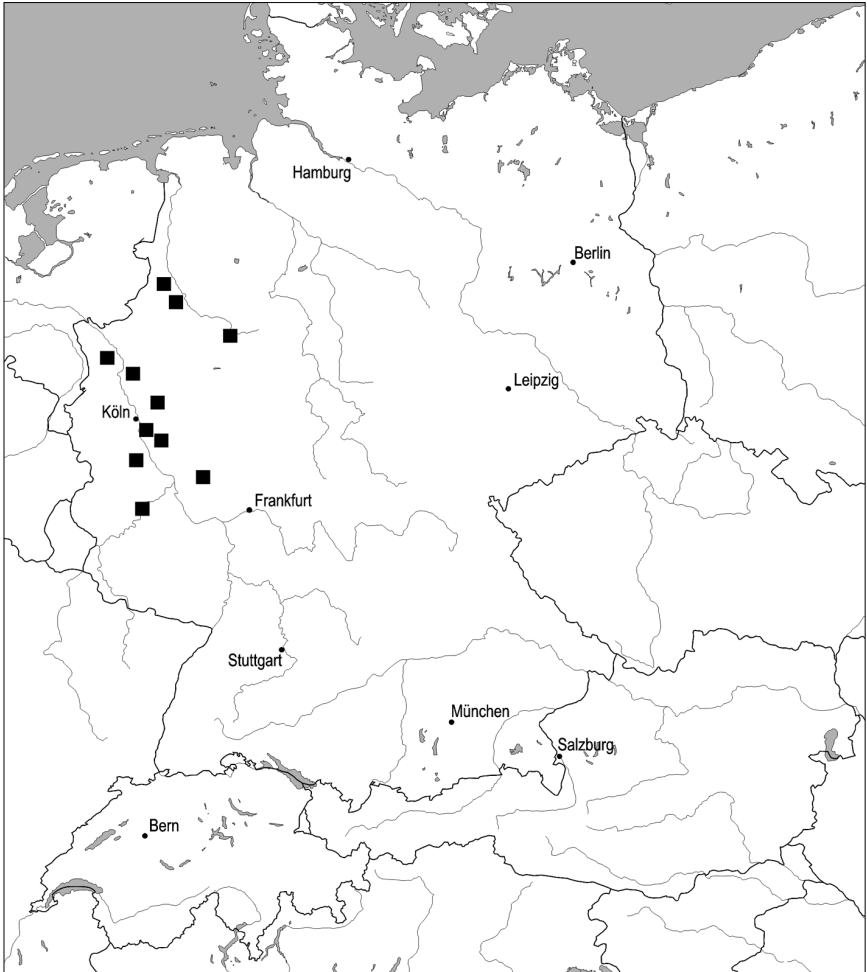 Hamburg
Berlin
Leipzig
Köln
Frankfurt
Stuttgart
München
Salzburg
Bern